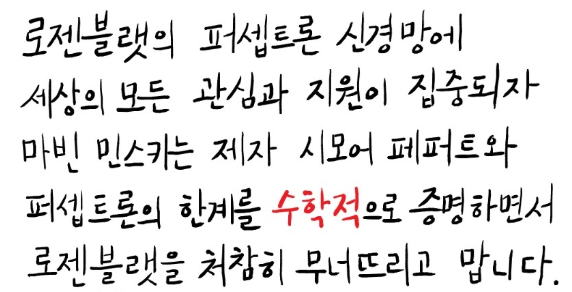 로젠블랫의 퍼셉트론 신경망에
세상의 모든 관심과 지원이 집중되자
마빈 민스키는 제자 시모어 페퍼트와
퍼셉트론의 한계를 수학적으로 증명하면서
로젠블랫을 처참히 무너뜨리고 맙니다.